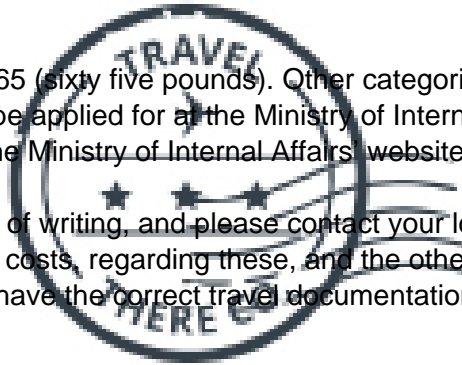 TRAVEL
65 (sixty five pounds). Other categori
be applied for at the Ministry of Intern
he Ministry of Internal Affairs' website
of writing, and please contact your lo
costs, regarding these, and the othe
have the correct travel documentation
THERE